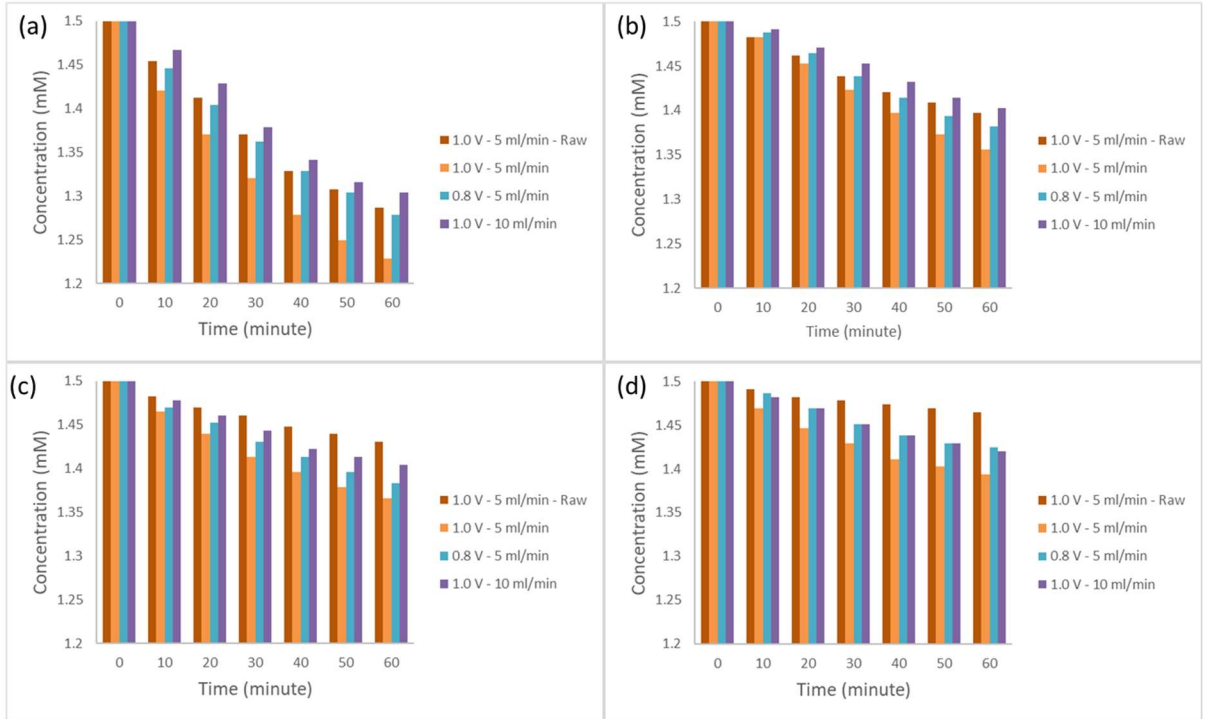 (a)
Concentration (mM)
1.5
1.45
1.4
1.35
1.3
1.25
1.2
0 10 20 30 40 50 60
Time (minute)
1.0 V - 5 ml/min - Raw
1.0 V - 5 ml/min
0.8 V - 5 ml/min
1.0 V - 10 ml/min
(b)
Concentration (mM)
1.5
1.45
1.4
1.35
1.3
1.25
1.2
0 10 20 30 40 50 60
Time (minute)
1.0 V - 5 ml/min - Raw
1.0 V - 5 ml/min
0.8 V - 5 ml/min
1.0 V - 10 ml/min
(c)
Concentration (mM)
1.5
1.45
1.4
1.35
1.3
1.25
1.2
0 10 20 30 40 50 60
Time (minute)
1.0 V - 5 ml/min - Raw
1.0 V - 5 ml/min
0.8 V - 5 ml/min
1.0 V - 10 ml/min
(d)
Concentration (mM)
1.5
1.45
1.4
1.35
1.3
1.25
1.2
0 10 20 30 40 50 60
Time (minute)
1.0 V - 5 ml/min - Raw
1.0 V - 5 ml/min
0.8 V - 5 ml/min
1.0 V - 10 ml/min